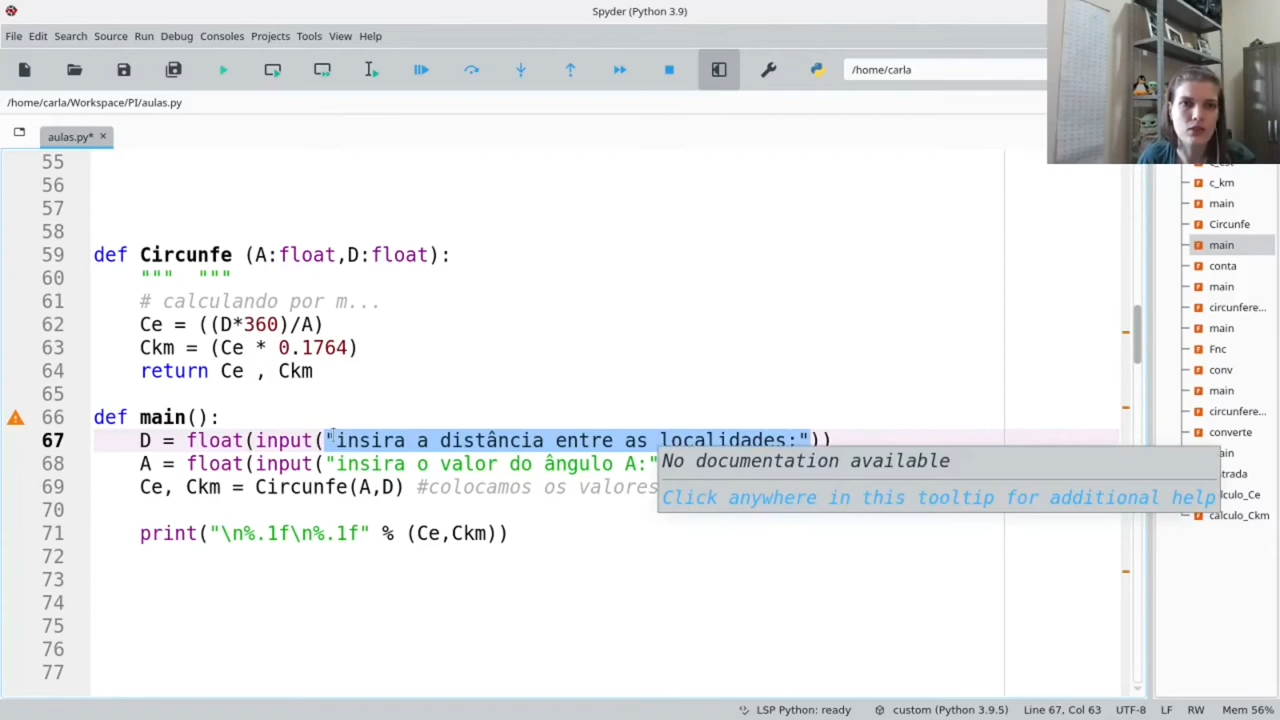 Spyder (Python 3.9)
File Edit Search Source Run Debug Consoles Projects Tools View Help
/home/carla
/home/carla/Workspace/PI/aulas.py
aulas.py*
55
56
57
58
59 def Circunfe (A:float,D:float):
60 """ """
61 # calculando por m...
62 Ce = ((D*360)/A)
63 Ckm = (Ce * 0.1764)
64 return Ce , Ckm
65
66 def main():
67 D = float(input("insira a distância entre as localidades:"))
68 A = float(input("insira o valor do ângulo A:"
69 Ce, Ckm = Circunfe(A,D) #colocamos os valores
70
71 print("\n%.1f\n%.1f" % (Ce,Ckm))
72
73
74
75
76
77
No documentation available
Click anywhere in this tooltip for additional help
c_km
main
Circunfe
main
conta
main
circunfere...
main
Fnc
conv
main
circunfere...
converte
ain
trada
lculo_Ce
calculo_Ckm
LSP Python: ready custom (Python 3.9.5) Line 67, Col 63 UTF-8 LF RW Mem 56%